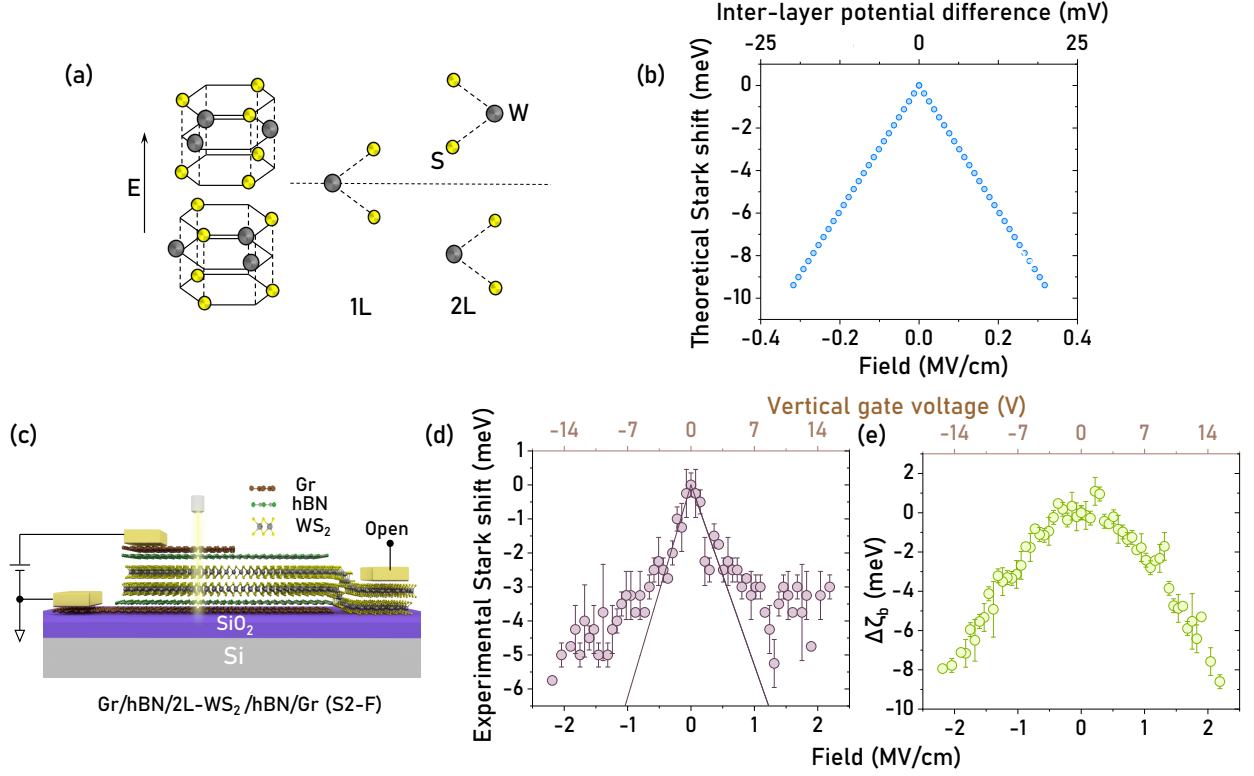 (a)
E
W
S
1L
2L
(b)
Inter-layer potential difference (mV)
-25 0 25
Theoretical Stark shift (meV)
0
-2
-4
-6
-8
-10
-0.4 -0.2 0.0 0.2 0.4
Field (MV/cm)
(c)
Gr
hBN
WS₂
Open
SiO₂
Si
Gr/hBN/2L-WS₂/hBN/Gr (S2-F)
Vertical gate voltage (V)
(d)
-14 -7 0 7 14
Experimental Stark shift (meV)
1
0
-1
-2
-3
-4
-5
-6
-2 -1 0 1 2
(e)
-14 -7 0 7 14
Δζb (meV)
2
0
-2
-4
-6
-8
-10
-2 -1 0 1 2
Field (MV/cm)